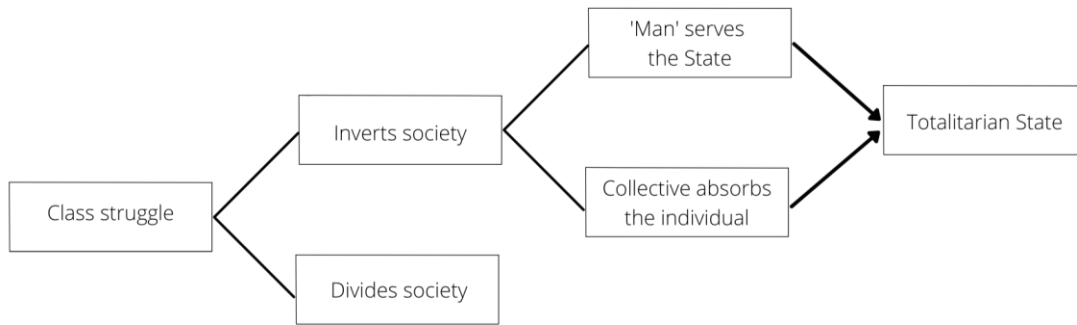 Class struggle
Inverts society
Divides society
'Man' serves
the State
Collective absorbs
the individual
Totalitarian State